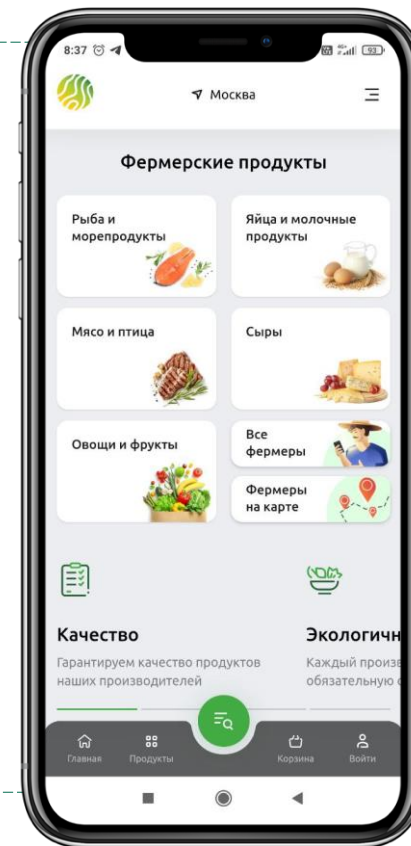 8:37
93
Москва
Фермерские продукты
Рыба и
морепродукты
Яйца и молочные
продукты
Мясо и птица
Сыры
Овощи и фрукты
Все
фермеры
Фермеры
на карте
Качество
Гарантируем качество продуктов
наших производителей
Экологичн
Каждый произв
обязательную
Главная
Продукты
Корзина
Войти